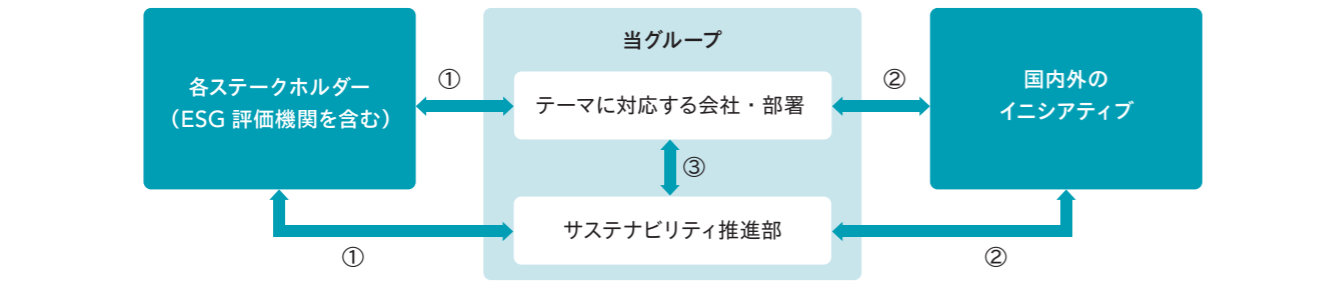 当グループ
各ステークホルダー
（ESG 評価機関を含む）
①
テーマに対応する会社・部署
②
国内外の
イニシアティブ
③
サステナビリティ推進部
①
②